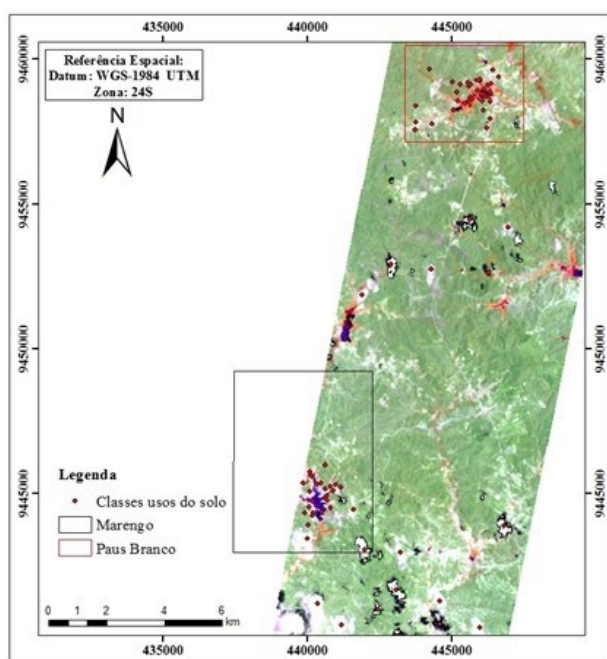 435000 440000 445000
Referência Espacial:
Datum : WGS-1984 UTM
Zona: 24S
N
9460000 9460000
9455000 9455000
9450000 9450000
9445000 9445000
Legenda
Classes usos do solo
Marengo
Paus Branco
0 1 2 4 6
km
435000 440000 445000